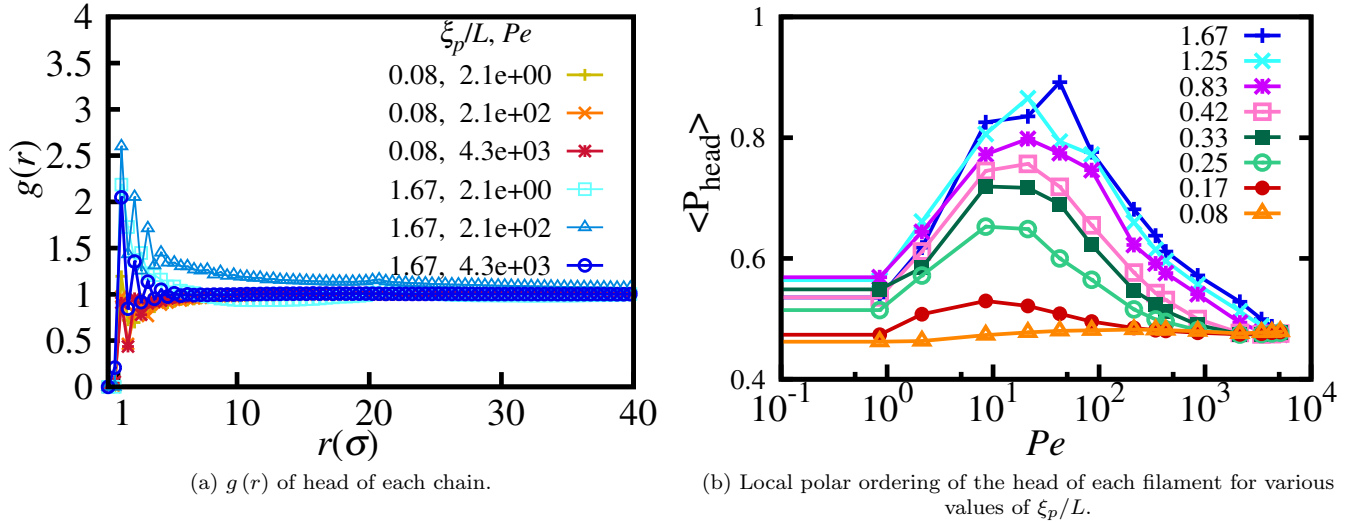 4
3.5
3
2.5
2
1.5
1
0.5
0
g(r)
ξp/L, Pe
0.08, 2.1e+00
0.08, 2.1e+02
0.08, 4.3e+03
1.67, 2.1e+00
1.67, 2.1e+02
1.67, 4.3e+03
1 10 20 30 40
r(σ)
(a) g (r) of head of each chain.
1
0.8
0.6
0.4
<P_head>
1.67
1.25
0.83
0.42
0.33
0.25
0.17
0.08
10^-1 10^0 10^1 10^2 10^3 10^4
Pe
(b) Local polar ordering of the head of each filament for various
values of ξp/L.